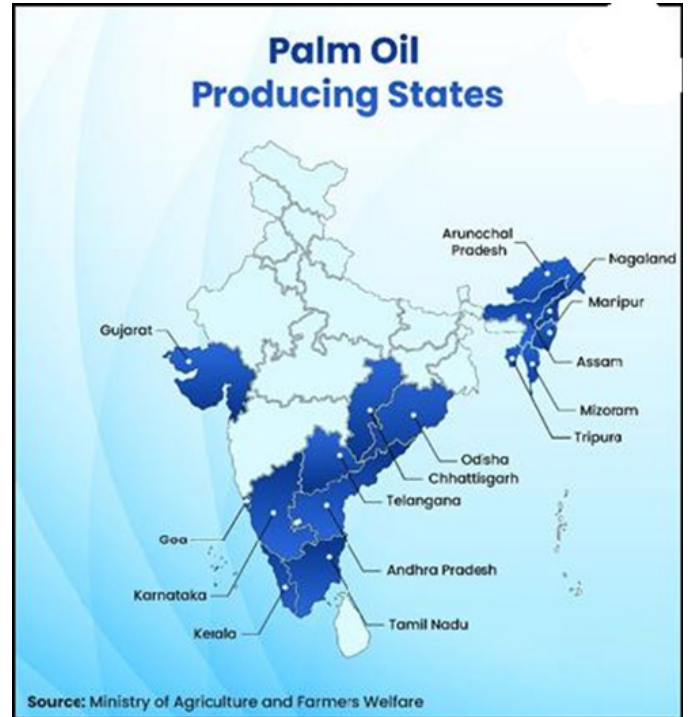 Palm Oil
Producing States
Arunochal
Pradesh
Nagaland
Maripur
Gujarat
Assam
Mizoram
Tripura
Odisha
Chhattisgarh
Telangana
Goa
Andhra Pradesh
Karnataka
Tamil Nadu
Kerala
Source: Ministry of Agriculture and Farmers Welfare